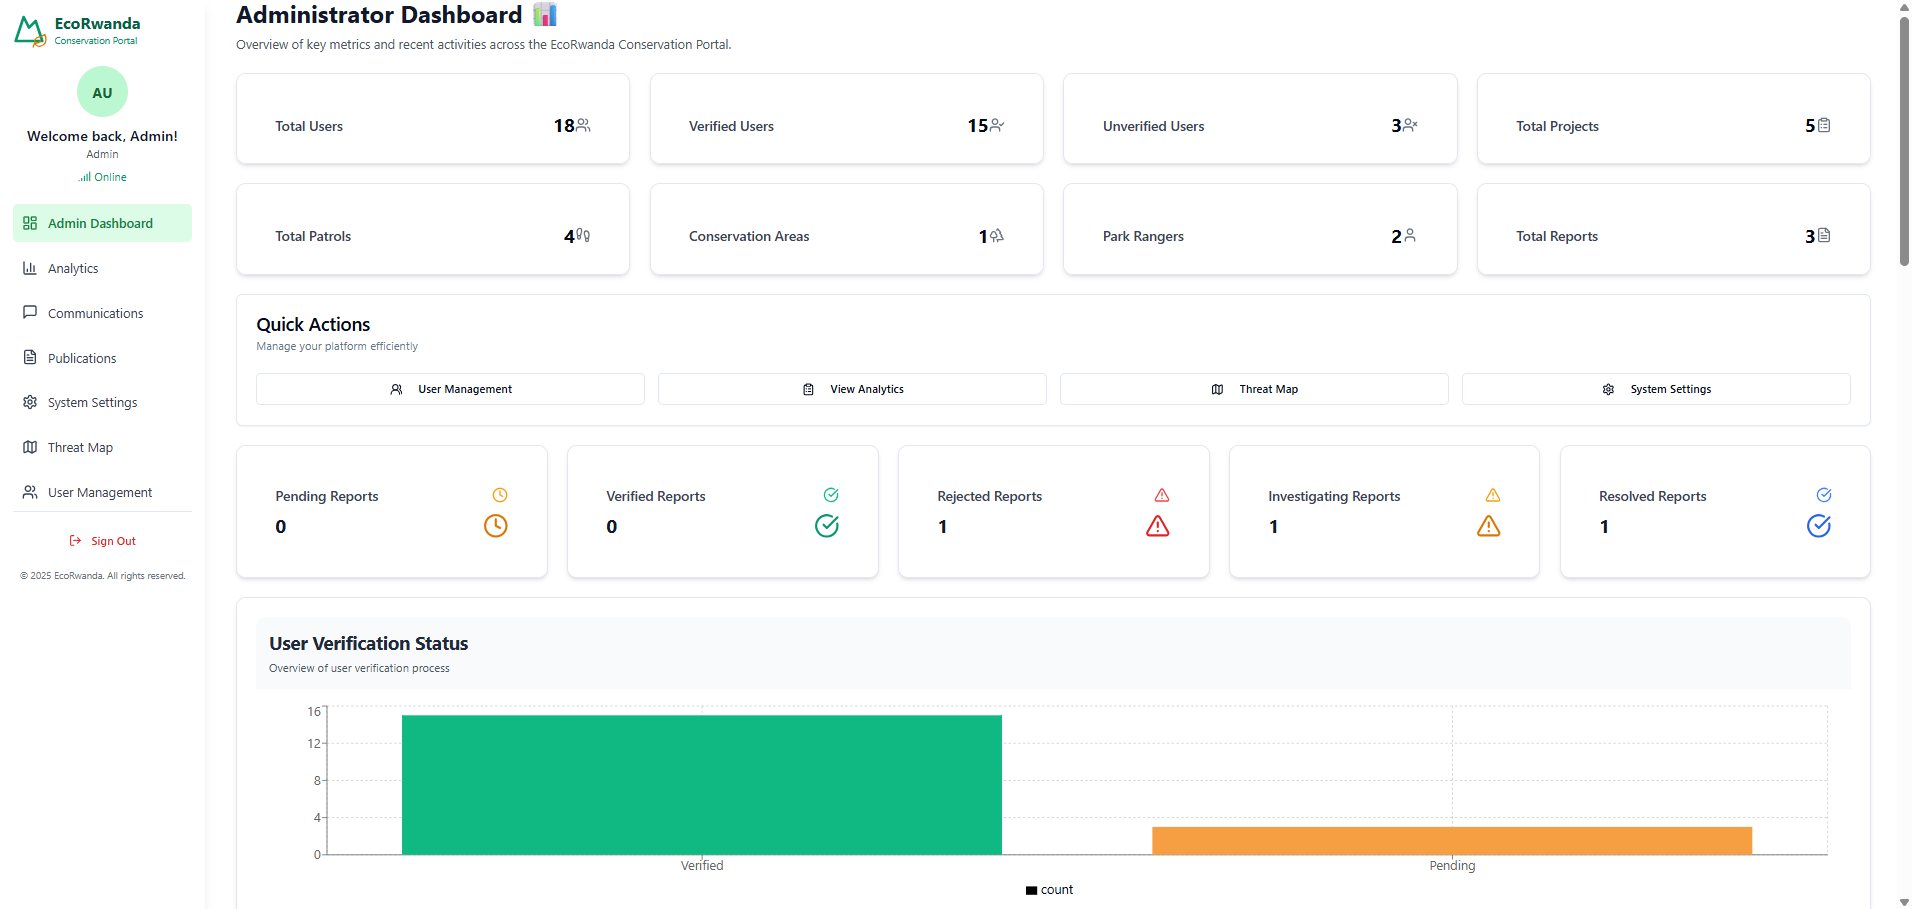 EcoRwanda
Conservation Portal
AU
Welcome back, Admin!
Admin
Online
Admin Dashboard
Analytics
Communications
Publications
System Settings
Threat Map
User Management
Sign Out
© 2025 EcoRwanda. All rights reserved.
Administrator Dashboard
Overview of key metrics and recent activities across the EcoRwanda Conservation Portal.
Total Users 18
Verified Users 15
Unverified Users 3
Total Projects 5
Total Patrols 4
Conservation Areas 1
Park Rangers 2
Total Reports 3
Quick Actions
Manage your platform efficiently
User Management
View Analytics
Threat Map
System Settings
Pending Reports
0
Verified Reports
0
Rejected Reports
1
Investigating Reports
1
Resolved Reports
1
User Verification Status
Overview of user verification process
16
12
8
4
0
Verified
Pending
count